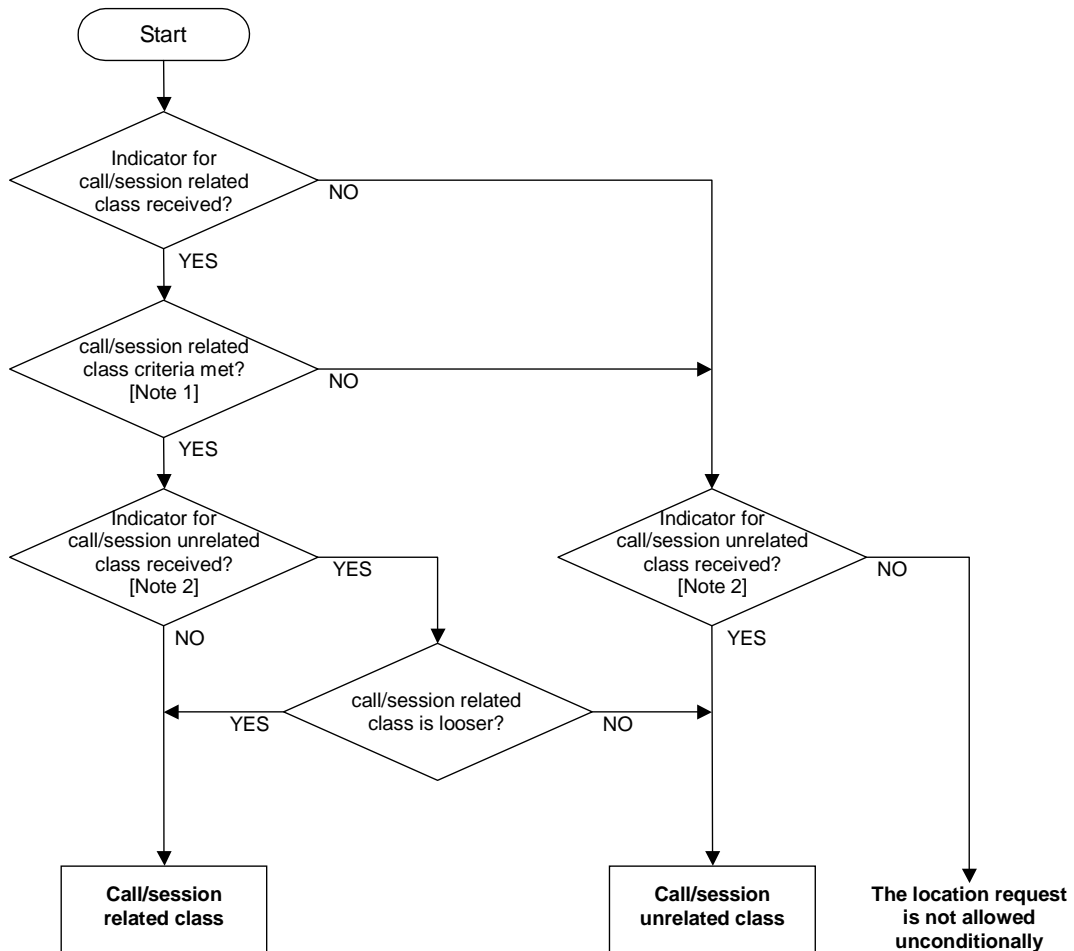 Start
Indicator for
call/session related
class received?
NO
YES
call/session related
class criteria met?
[Note 1]
NO
YES
Indicator for
call/session unrelated
class received?
[Note 2]
YES
NO
Indicator for
call/session unrelated
class received?
[Note 2]
NO
YES
call/session related
class is looser?
YES
NO
Call/session
related class
Call/session
unrelated class
The location request
is not allowed
unconditionally